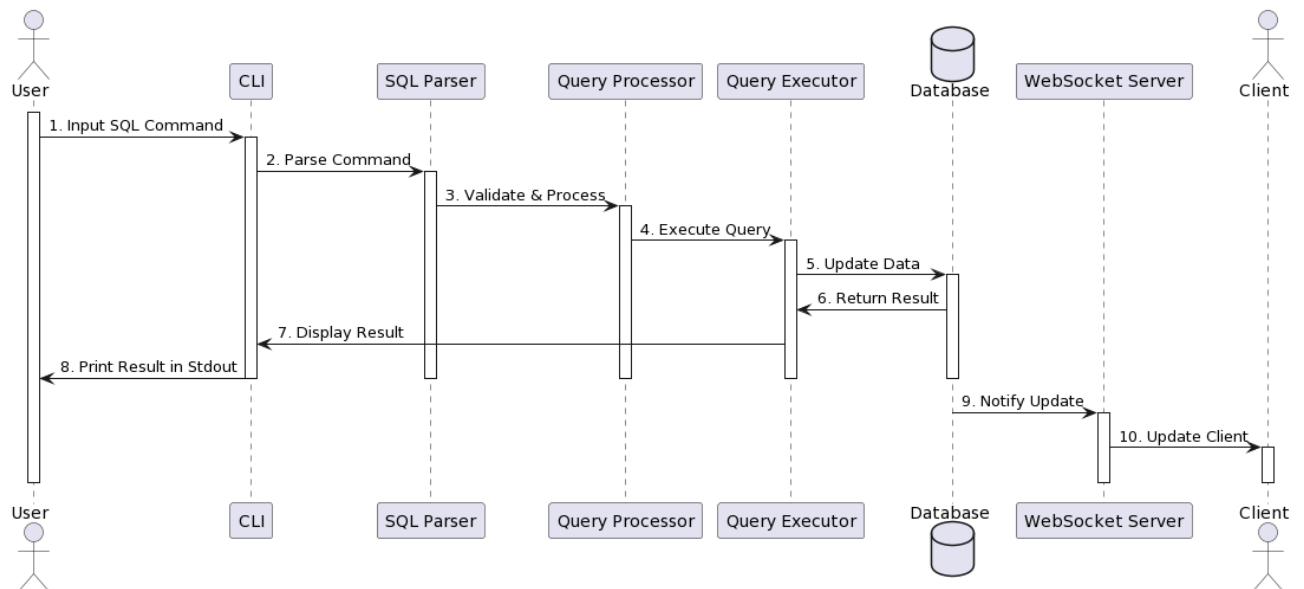 User
CLI
SQL Parser
Query Processor
Query Executor
Database
WebSocket Server
Client
1. Input SQL Command
2. Parse Command
3. Validate & Process
4. Execute Query
5. Update Data
6. Return Result
7. Display Result
8. Print Result in Stdout
9. Notify Update
10. Update Client
User
CLI
SQL Parser
Query Processor
Query Executor
Database
WebSocket Server
Client